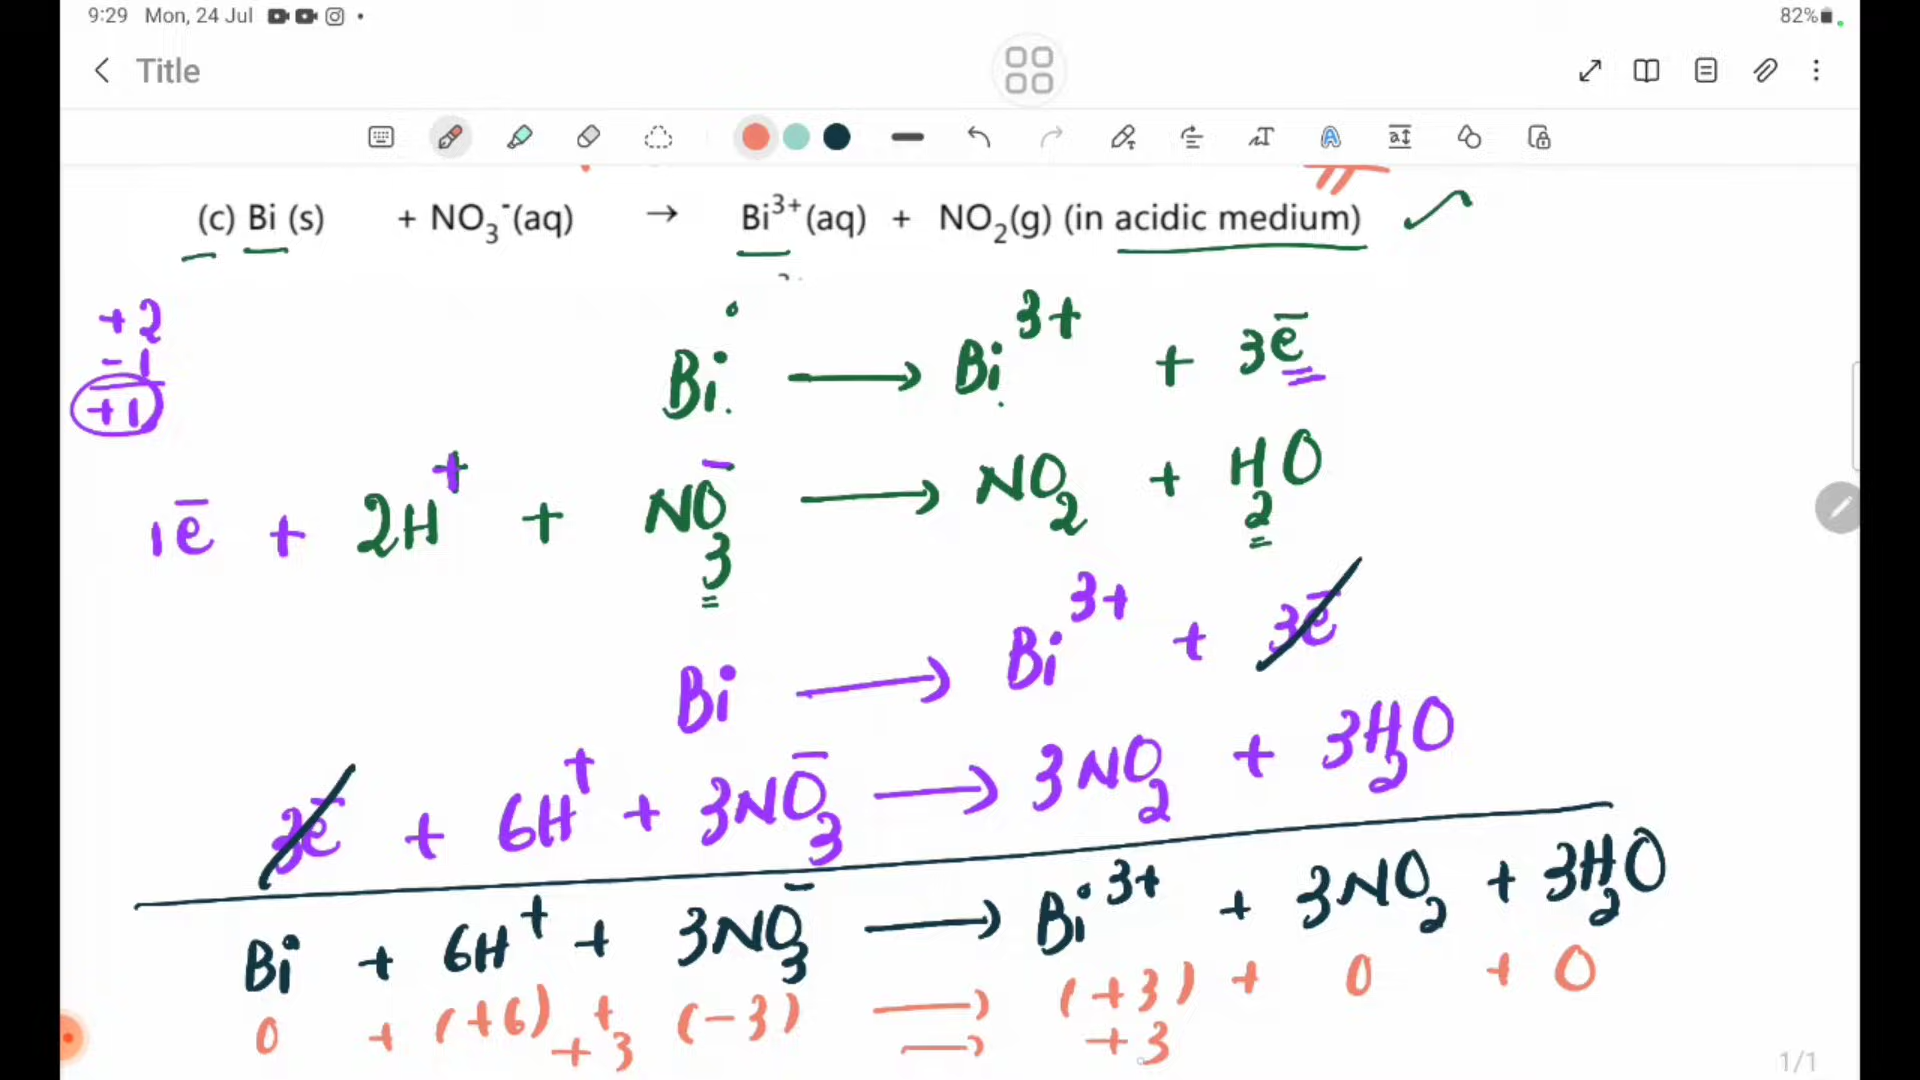 9:29 Mon, 24 Jul
82%
Title
(c) Bi (s) + NO₃⁻(aq) → Bi³⁺(aq) + NO₂(g) (in acidic medium)
+2
-1
+1
Bi⁰ → Bi³⁺ + 3e⁻
1e⁻ + 2H⁺ + NO₃⁻ → NO₂ + H₂O
Bi → Bi³⁺ + 3e⁻
3e⁻ + 6H⁺ + 3NO₃⁻ → 3NO₂ + 3H₂O
Bi + 6H⁺ + 3NO₃⁻ → Bi³⁺ + 3NO₂ + 3H₂O
0 + (+6) + (-3) → (+3) + 0 + 0
+3 → +3
1/1